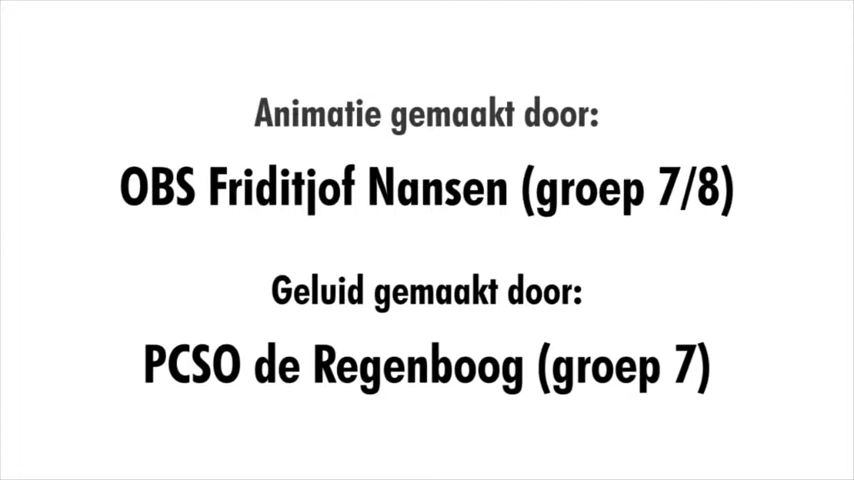 Animatie gemaakt door:
OBS Friditjof Nansen (groep 7/8)
Geluid gemaakt door:
PCSO de Regenboog (groep 7)